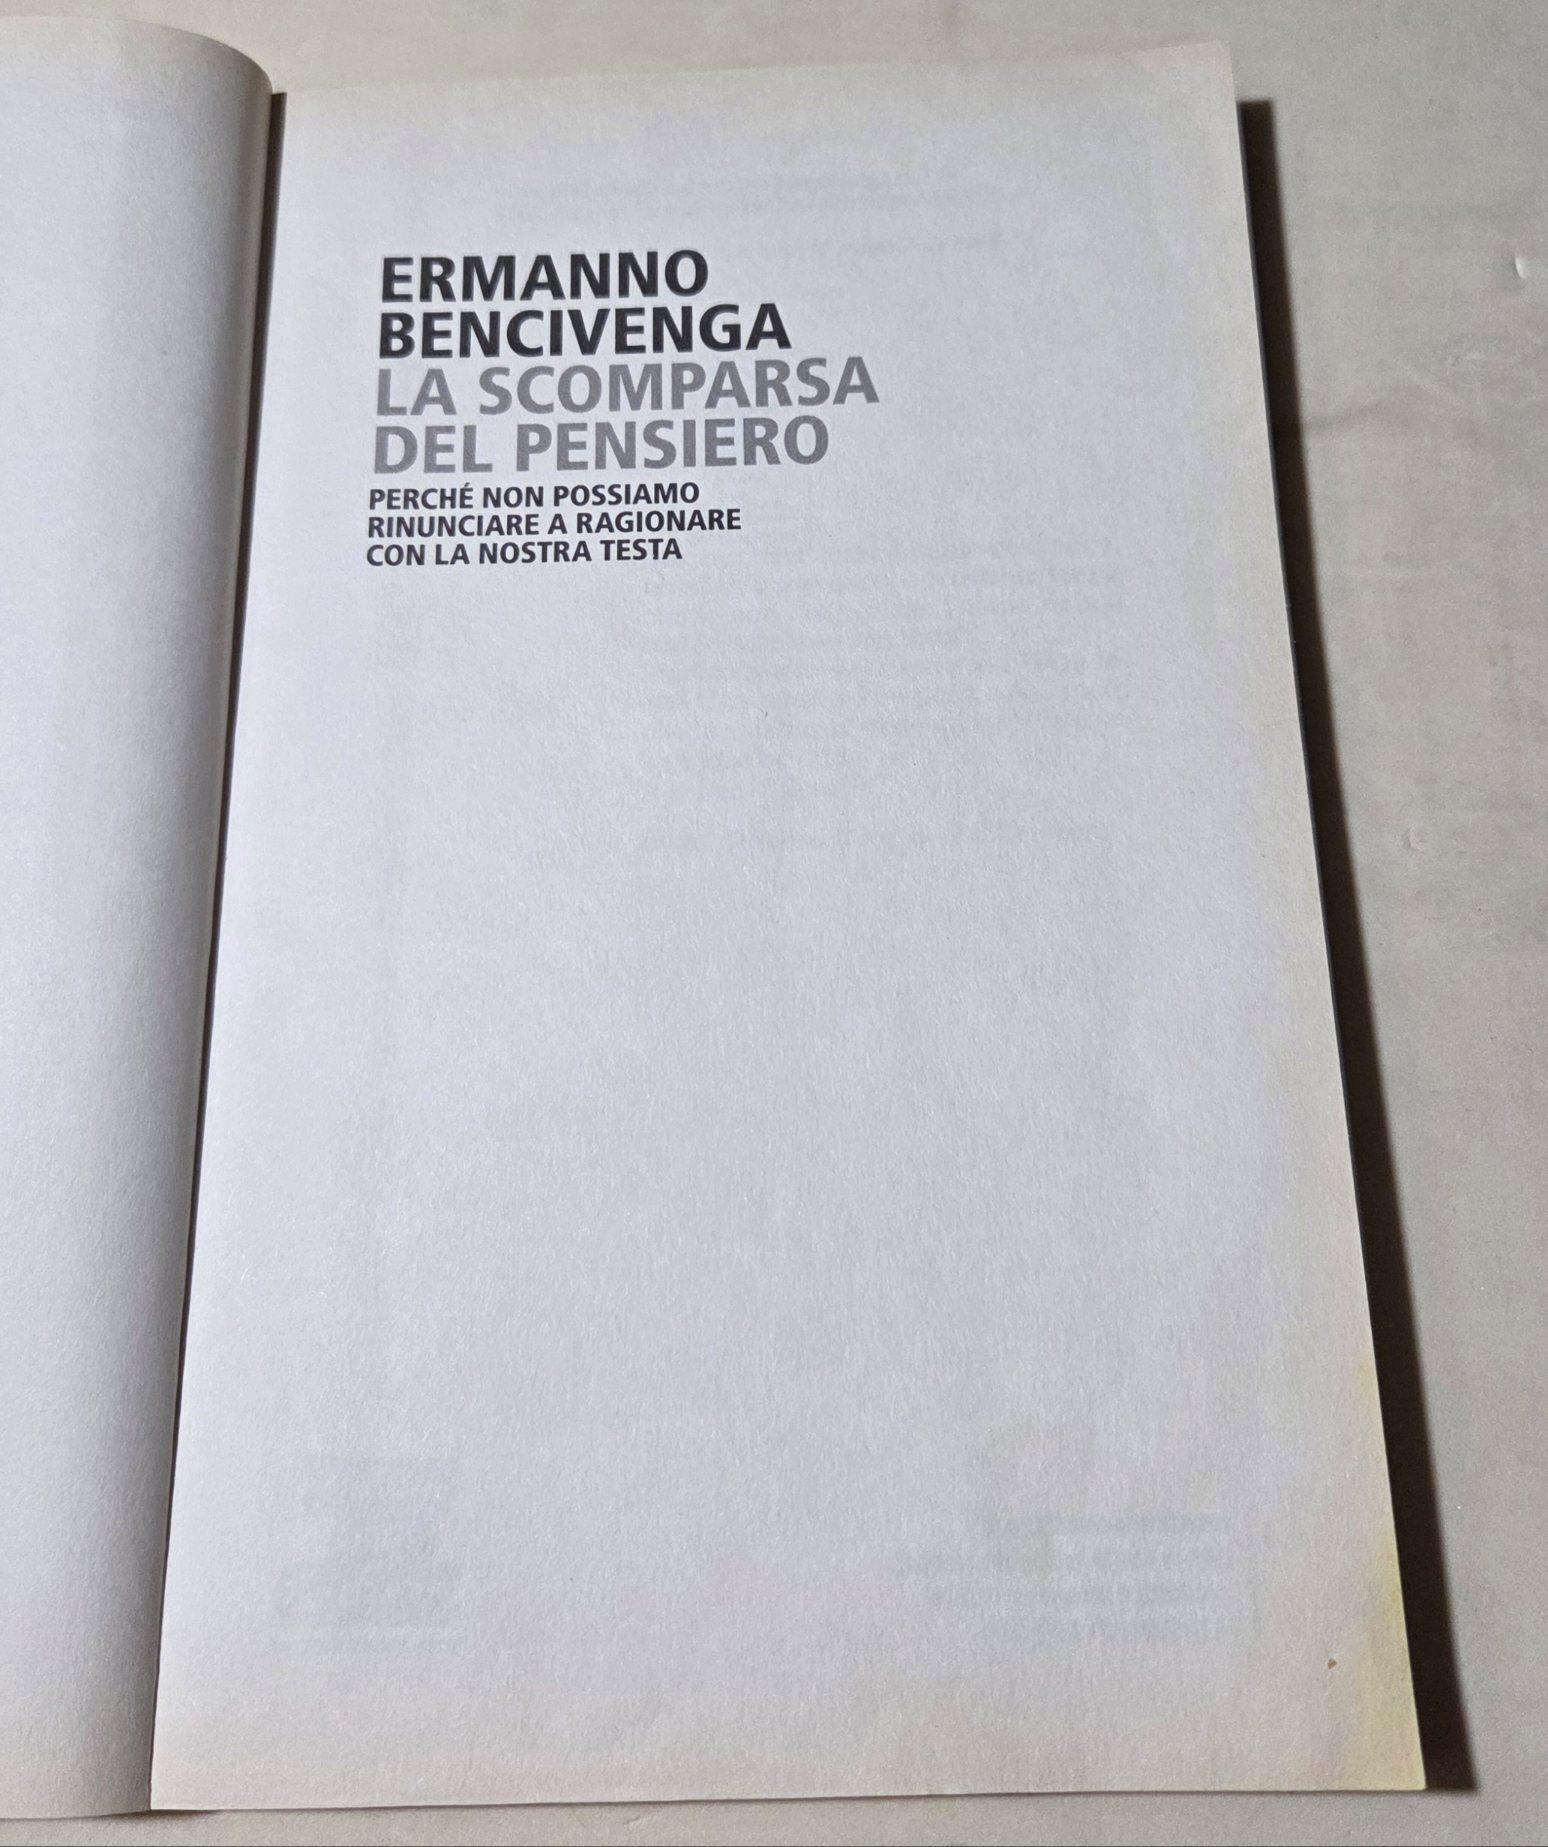 ERMANNO
BENCIVENGA
LA SCOMPARSA
DEL PENSIERO
PERCHÉ NON POSSIAMO
RINUNCIARE A RAGIONARE
CON LA NOSTRA TESTA